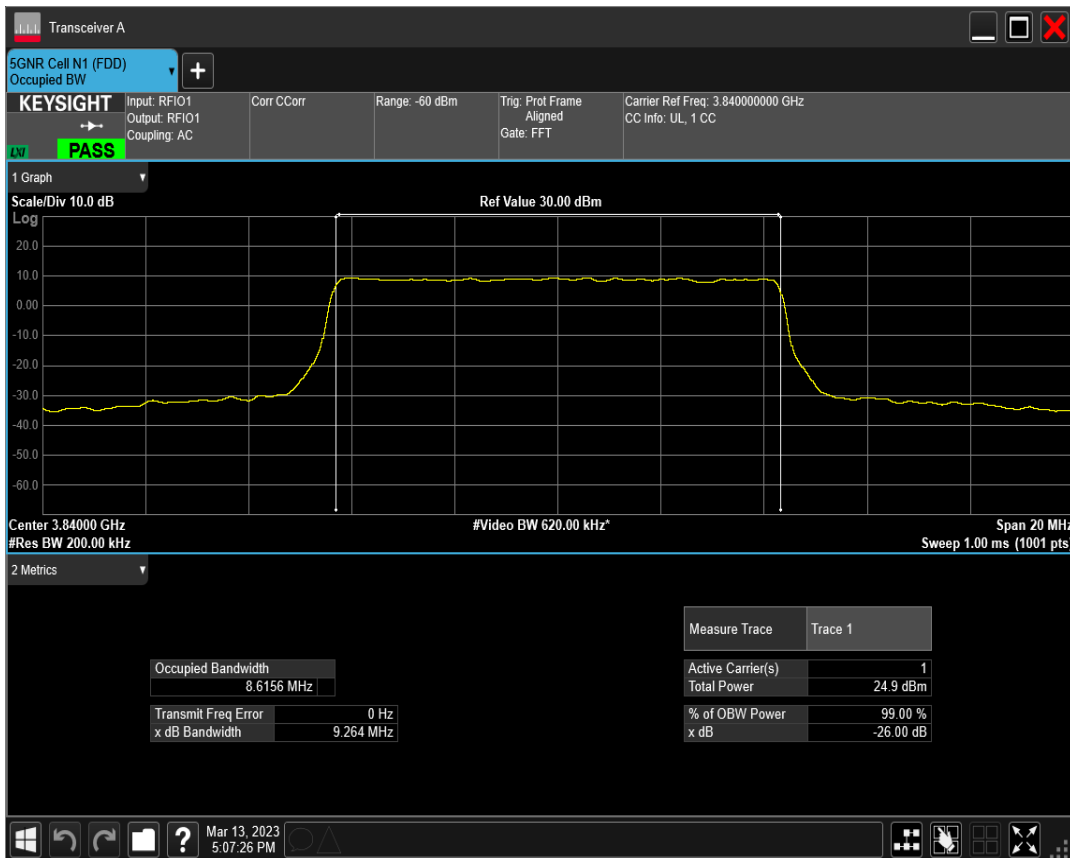 Transceiver A
5GNR Cell N1 (FDD)
Occupied BW
+
KEYSIGHT
LXI
PASS
Input: RFIO1
Output: RFIO1
Coupling: AC
Corr CCorr
Range: -60 dBm
Trig: Prot Frame
Aligned
Gate: FFT
Carrier Ref Freq: 3.840000000 GHz
CC Info: UL, 1 CC
1 Graph
Scale/Div 10.0 dB
Ref Value 30.00 dBm
Log
20.0
10.0
0.00
-10.0
-20.0
-30.0
-40.0
-50.0
-60.0
Center 3.84000 GHz
#Video BW 620.00 kHz*
Span 20 MHz
#Res BW 200.00 kHz
Sweep 1.00 ms (1001 pts)
2 Metrics
Measure Trace Trace 1
Occupied Bandwidth
8.6156 MHz
Active Carrier(s) 1
Total Power 24.9 dBm
Transmit Freq Error 0 Hz
x dB Bandwidth 9.264 MHz
% of OBW Power 99.00 %
x dB -26.00 dB
?
Mar 13, 2023
5:07:26 PM